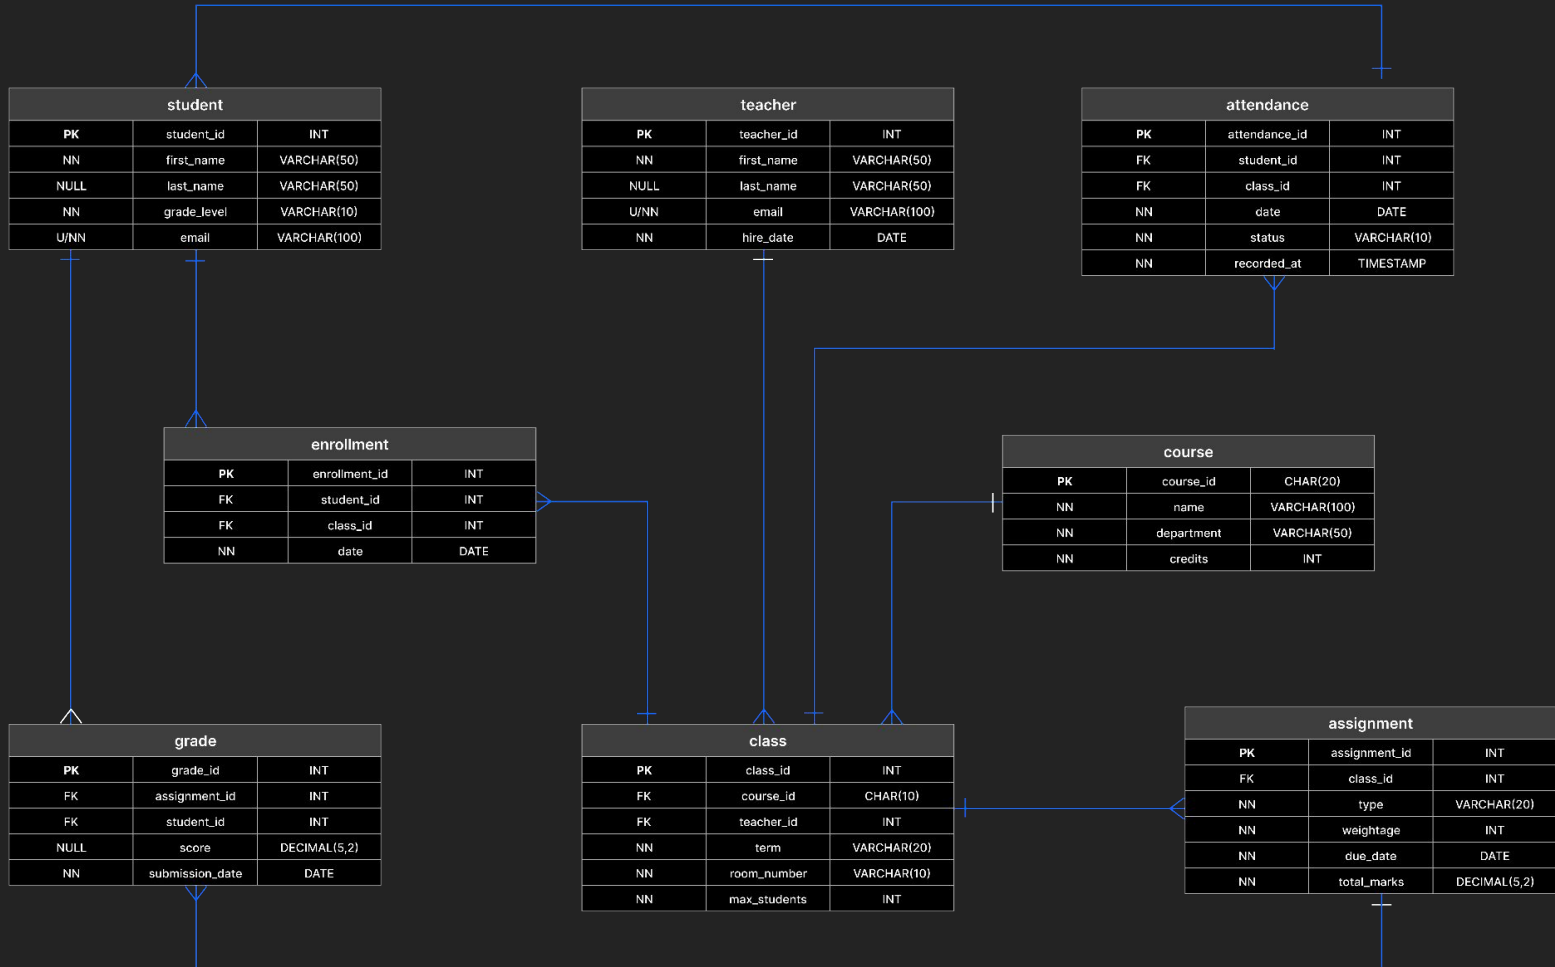 student
PK student_id INT
NN first_name VARCHAR(50)
NULL last_name VARCHAR(50)
NN grade_level VARCHAR(10)
U/NN email VARCHAR(100)
teacher
PK teacher_id INT
NN first_name VARCHAR(50)
NULL last_name VARCHAR(50)
U/NN email VARCHAR(100)
NN hire_date DATE
attendance
PK attendance_id INT
FK student_id INT
FK class_id INT
NN date DATE
NN status VARCHAR(10)
NN recorded_at TIMESTAMP
enrollment
PK enrollment_id INT
FK student_id INT
FK class_id INT
NN date DATE
course
PK course_id CHAR(20)
NN name VARCHAR(100)
NN department VARCHAR(50)
NN credits INT
grade
PK grade_id INT
FK assignment_id INT
FK student_id INT
NULL score DECIMAL(5,2)
NN submission_date DATE
class
PK class_id INT
FK course_id CHAR(10)
FK teacher_id INT
NN term VARCHAR(20)
NN room_number VARCHAR(10)
NN max_students INT
assignment
PK assignment_id INT
FK class_id INT
NN type VARCHAR(20)
NN weightage INT
NN due_date DATE
NN total_marks DECIMAL(5,2)